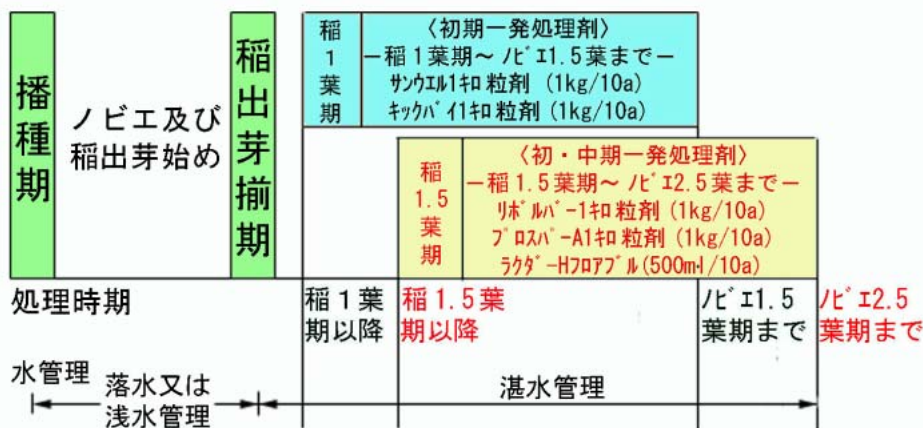 播種期
ノビエ及び
稲出芽始め
稲出芽揃期
稲1葉期
〈初期一発処理剤〉
−稲1葉期～ノビエ1.5葉まで−
サンウエル1キロ粒剤 (1kg/10a)
キックバイ1キロ粒剤 (1kg/10a)
稲1.5葉期
〈初・中期一発処理剤〉
−稲1.5葉期～ノビエ2.5葉まで−
リボルバー1キロ粒剤 (1kg/10a)
プロスパーA1キロ粒剤 (1kg/10a)
ラクダーHフロアブル(500ml/10a)
処理時期
稲1葉
期以降
稲1.5葉
期以降
ノビエ1.5
葉期まで
ノビエ2.5
葉期まで
水管理
落水又は
浅水管理
湛水管理